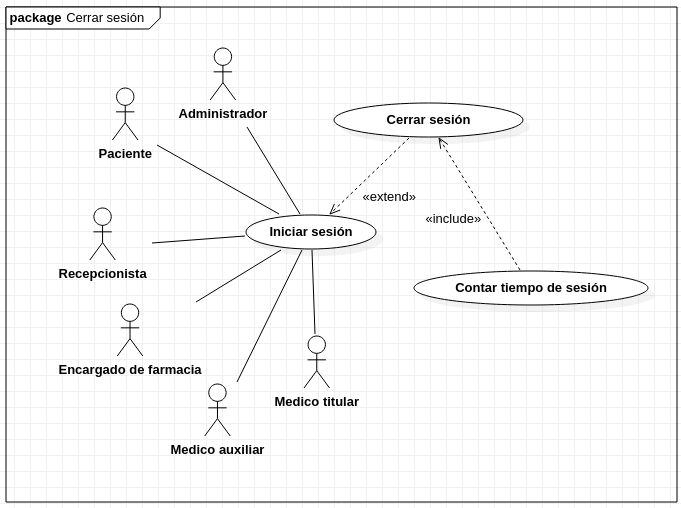 package Cerrar sesión
Administrador
Cerrar sesión
Paciente
«extend»
«include»
Iniciar sesión
Recepcionista
Contar tiempo de sesión
Encargado de farmacia
Medico titular
Medico auxiliar